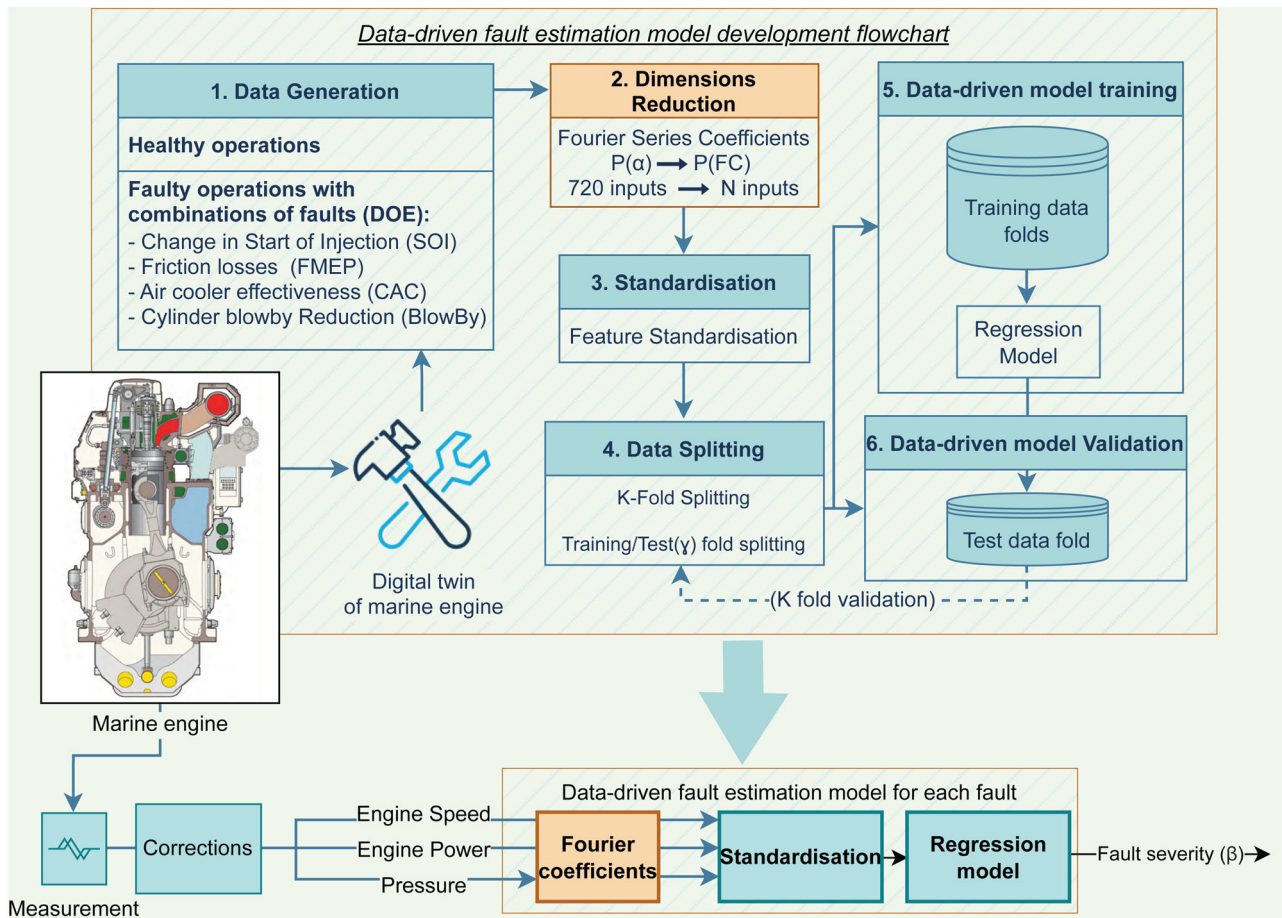 Data-driven fault estimation model development flowchart
1. Data Generation
Healthy operations
Faulty operations with
combinations of faults (DOE):
- Change in Start of Injection (SOI)
- Friction losses (FMEP)
- Air cooler effectiveness (CAC)
- Cylinder blowby Reduction (BlowBy)
2. Dimensions
Reduction
Fourier Series Coefficients
P(α) → P(FC)
720 inputs → N inputs
3. Standardisation
Feature Standardisation
4. Data Splitting
K-Fold Splitting
Training/Test(ɣ) fold splitting
5. Data-driven model training
Training data
folds
Regression
Model
6. Data-driven model Validation
Test data fold
(K fold validation)
Digital twin
of marine engine
Marine engine
Measurement
Corrections
Engine Speed
Engine Power
Pressure
Data-driven fault estimation model for each fault
Fourier
coefficients
Standardisation
Regression
model
Fault severity (β)